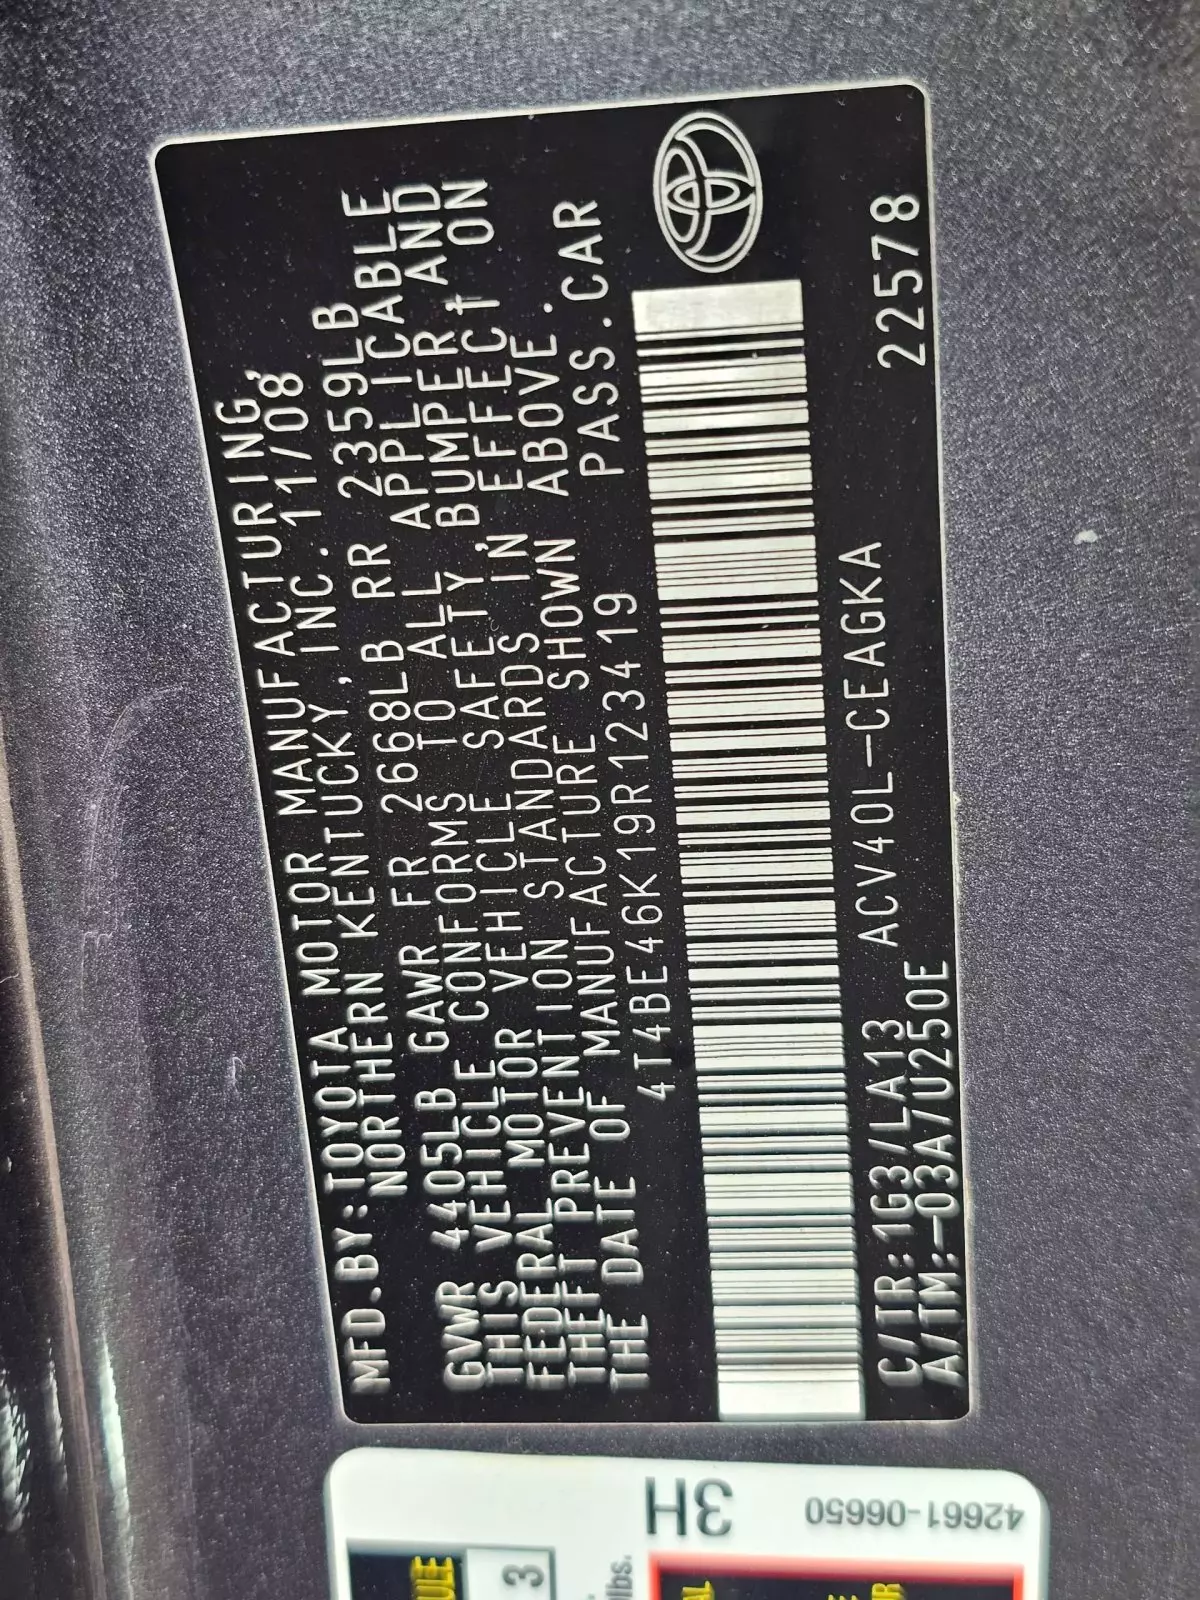 MFD.BY:TOYOTA MOTOR MANUFACTURING,
NORTHERN KENTUCKY, INC. 11/08
GVWR 4405LB GAWR FR 2668LB RR 2359LB
THIS VEHICLE CONFORMS TO ALL APPLICABLE
FEDERAL MOTOR VEHICLE SAFETY, BUMPER, AND
THEFT PREVENTION STANDARDS IN EFFECT ON
THE DATE OF MANUFACTURE SHOWN ABOVE.
4T4BE46K19R123419 PASS.CAR
C/TR:1G3/LA13 ACV40L-CEAGKA
A/TM:-03A/U250E 22578
3H
42661-06650
3
lbs.